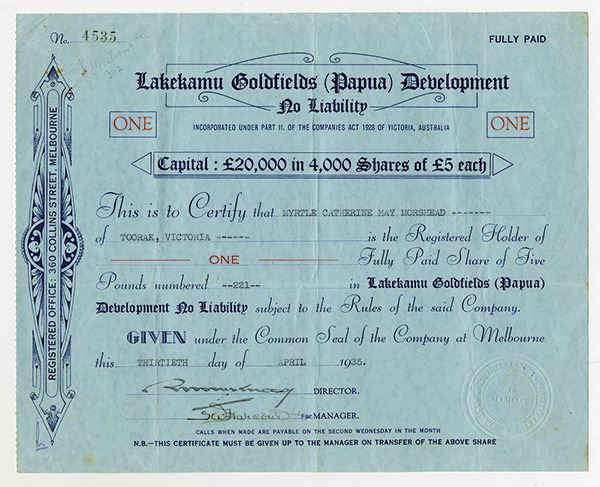 No. 4535
FULLY PAID
Lakekamu Goldfields (Papua) Development
No Liability
ONE
INCORPORATED UNDER PART II. OF THE COMPANIES ACT 1928 OF VICTORIA, AUSTRALIA
ONE
Capital : £20,000 in 4,000 Shares of £5 each
This is to Certify that MYRTLE CATHERINE HAY MORSHEAD -------
of TOORAK, VICTORIA ------ is the Registered Holder of
ONE Fully Paid Share of Five
Pounds numbered --221-- in Lakekamu Goldfields (Papua)
Development No Liability subject to the Rules of the said Company.
GIVEN under the Common Seal of the Company at Melbourne
this THIRTIETH day of APRIL 1935.
DIRECTOR.
for MANAGER.
CALLS WHEN MADE ARE PAYABLE ON THE SECOND WEDNESDAY IN THE MONTH
N.B.—THIS CERTIFICATE MUST BE GIVEN UP TO THE MANAGER ON TRANSFER OF THE ABOVE SHARE
REGISTERED OFFICE: 360 COLLINS STREET, MELBOURNE